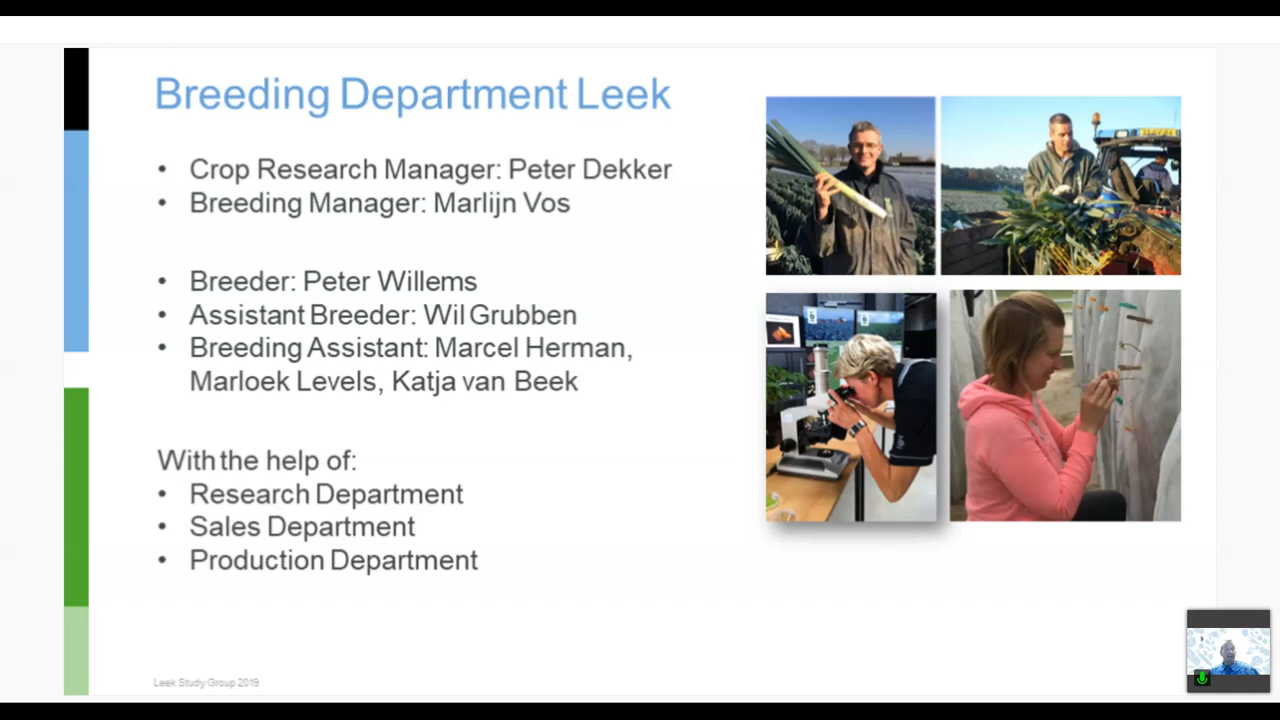 Breeding Department Leek
• Crop Research Manager: Peter Dekker
• Breeding Manager: Marlijn Vos
• Breeder: Peter Willems
• Assistant Breeder: Wil Grubben
• Breeding Assistant: Marcel Herman,
Marloek Levels, Katja van Beek
With the help of:
• Research Department
• Sales Department
• Production Department
Leek Study Group 2019